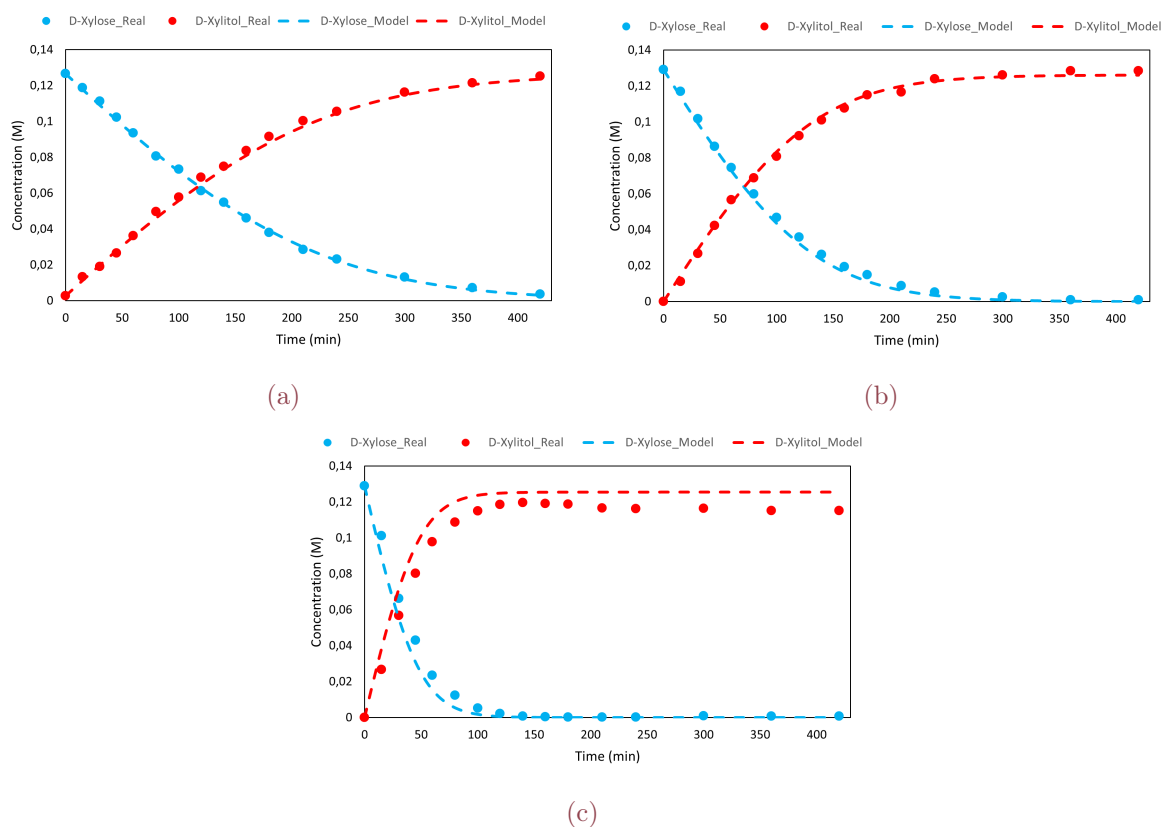 D-Xylose_Real D-Xylitol_Real D-Xylose_Model D-Xylitol_Model
0,14
0,12
0,1
0,08
0,06
0,04
0,02
0
Concentration (M)
0 50 100 150 200 250 300 350 400
Time (min)
(a)
D-Xylose_Real D-Xylitol_Real D-Xylose_Model D-Xylitol_Model
0,14
0,12
0,1
0,08
0,06
0,04
0,02
0
Concentration (M)
0 50 100 150 200 250 300 350 400
Time (min)
(b)
D-Xylose_Real D-Xylitol_Real D-Xylose_Model D-Xylitol_Model
0,14
0,12
0,1
0,08
0,06
0,04
0,02
0
Concentration (M)
0 50 100 150 200 250 300 350 400
Time (min)
(c)